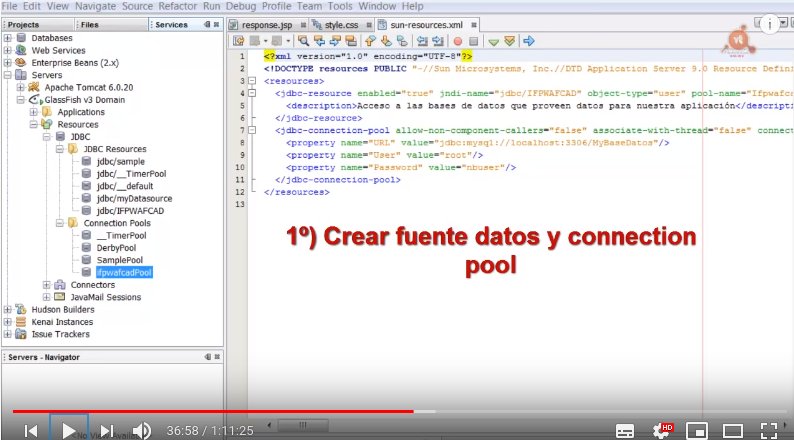 File Edit View Navigate Source Refactor Run Debug Profile Team Tools Window Help
Projects Files Services
response.jsp style.css sun-resources.xml
Databases
Web Services
Enterprise Beans (2.x)
Servers
Apache Tomcat 6.0.20
GlassFish v3 Domain
Applications
Resources
JDBC
JDBC Resources
jdbc/sample
jdbc/__TimerPool
jdbc/__default
jdbc/myDatasource
jdbc/IFPWAFCAD
Connection Pools
__TimerPool
DerbyPool
SamplePool
ifpwafcadPool
Connectors
JavaMail Sessions
Hudson Builders
Kenai Instances
Issue Trackers
Servers - Navigator
1 <?xml version="1.0" encoding="UTF-8"?>
2 <!DOCTYPE resources PUBLIC "-//Sun Microsystems, Inc.//DTD Application Server 9.0 Resource Defin
3 <resources>
4 <jdbc-resource enabled="true" jndi-name="jdbc/IFPWAFCAD" object-type="user" pool-name="Ifpwafc
5 <description>Acceso a las bases de datos que proveen datos para nuestra aplicación</descripti
6 </jdbc-resource>
7 <jdbc-connection-pool allow-non-component-callers="false" associate-with-thread="false" connect
8 <property name="URL" value="jdbc:mysql://localhost:3306/MyBaseDatos"/>
9 <property name="User" value="root"/>
10 <property name="Password" value="nbuser"/>
11 </jdbc-connection-pool>
12 </resources>
13
1º) Crear fuente datos y connection
pool
36:58 / 1:11:25
HD